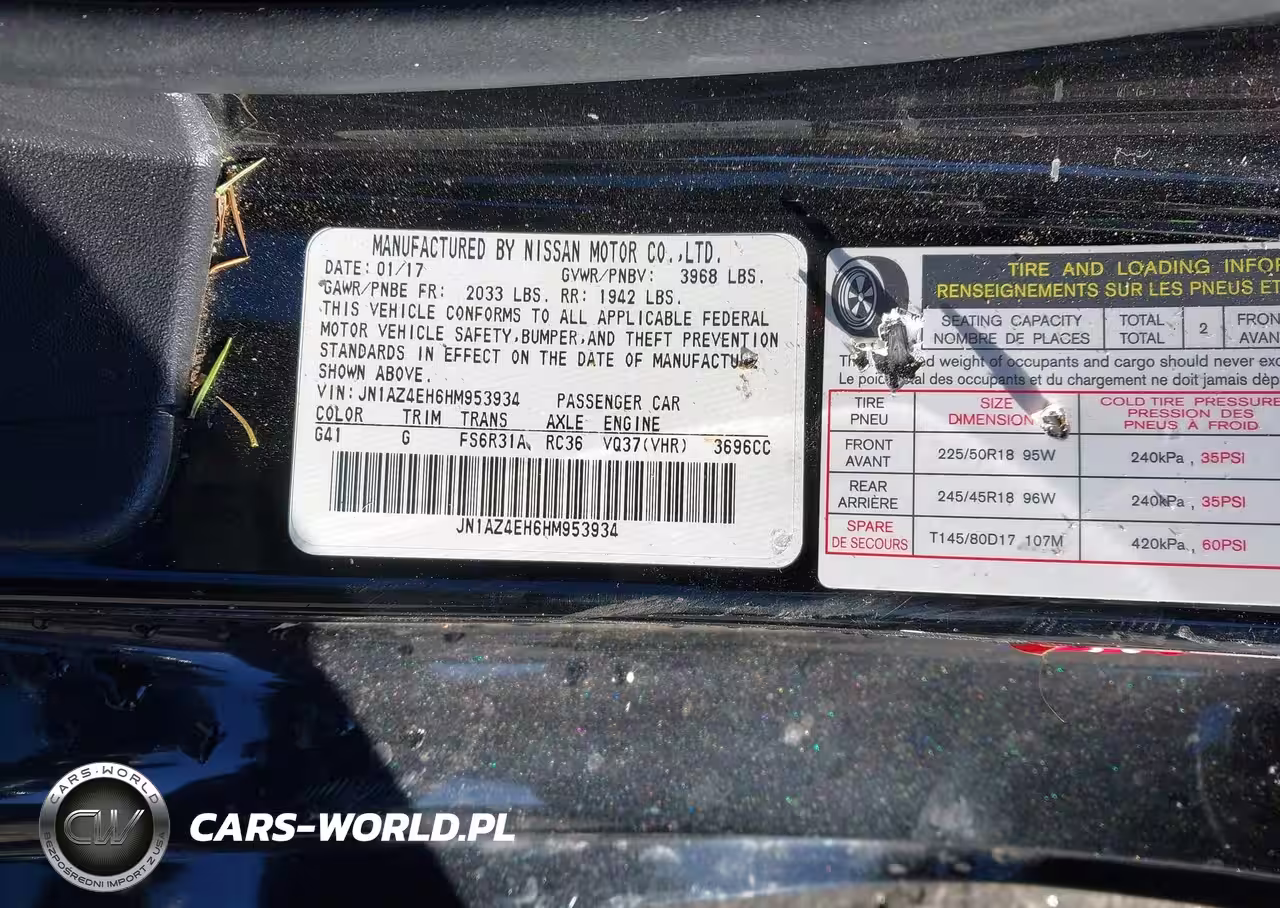 MANUFACTURED BY NISSAN MOTOR CO.,LTD.
DATE: 01/17 GVWR/PNBV: 3968 LBS.
GAWR/PNBE FR: 2033 LBS. RR: 1942 LBS.
THIS VEHICLE CONFORMS TO ALL APPLICABLE FEDERAL
MOTOR VEHICLE SAFETY,BUMPER,AND THEFT PREVENTION
STANDARDS IN EFFECT ON THE DATE OF MANUFACTU
SHOWN ABOVE.
VIN: JN1AZ4EH6HM953934 PASSENGER CAR
COLOR TRIM TRANS AXLE ENGINE
G41 G FS6R31A RC36 VQ37(VHR) 3696CC
JN1AZ4EH6HM953934
TIRE AND LOADING INFO
RENSEIGNEMENTS SUR LES PNEUS ET
SEATING CAPACITY TOTAL 2 FRON
NOMBRE DE PLACES TOTAL AVAN
weight of occupants and cargo should never exc
Le poid al des occupants et du chargement ne doit jamais dép
TIRE SIZE COLD TIRE PRESSURE
PNEU DIMENSION PRESSION DES
PNEUS À FROID
FRONT
AVANT 225/50R18 95W 240kPa , 35PSI
REAR
ARRIÈRE 245/45R18 96W 240kPa , 35PSI
SPARE
DE SECOURS T145/80D17 107M 420kPa , 60PSI
CARS-WORLD
CW
BEZPOŚREDNI IMPORT Z USA
CARS-WORLD.PL